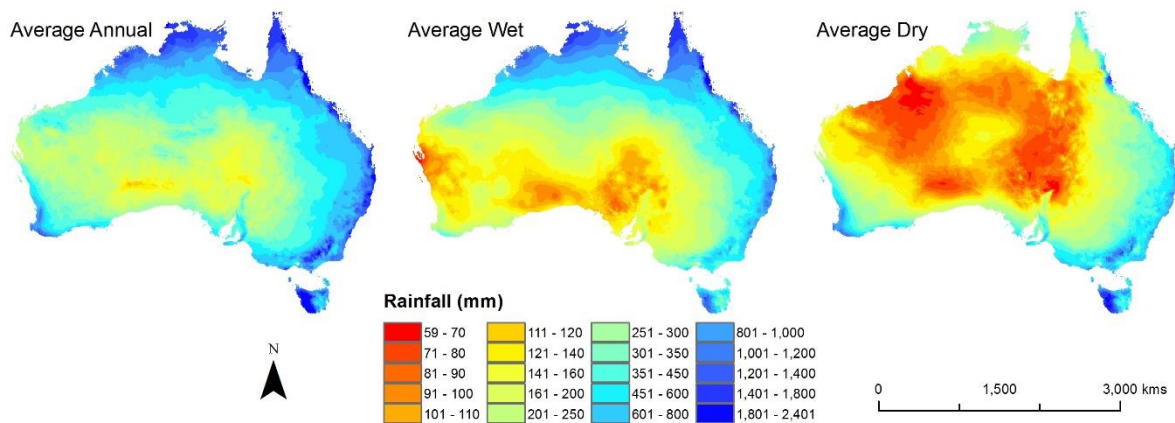 Average Annual
Average Wet
Average Dry
Rainfall (mm)
59 - 70
71 - 80
81 - 90
91 - 100
101 - 110
111 - 120
121 - 140
141 - 160
161 - 200
201 - 250
251 - 300
301 - 350
351 - 450
451 - 600
601 - 800
801 - 1,000
1,001 - 1,200
1,201 - 1,400
1,401 - 1,800
1,801 - 2,401
N
0 1,500 3,000 kms